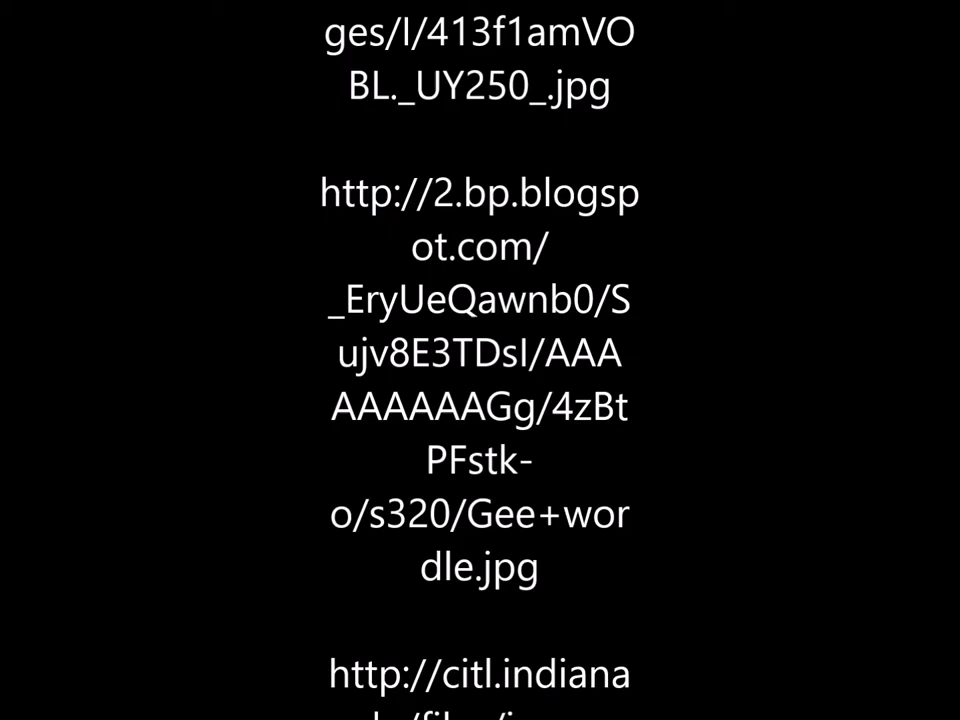 ges/I/413f1amVO
BL._UY250_.jpg
http://2.bp.blogsp
ot.com/
_EryUeQawnb0/S
ujv8E3TDsI/AAA
AAAAAAGg/4zBt
PFstk-
o/s320/Gee+wor
dle.jpg
http://citl.indiana